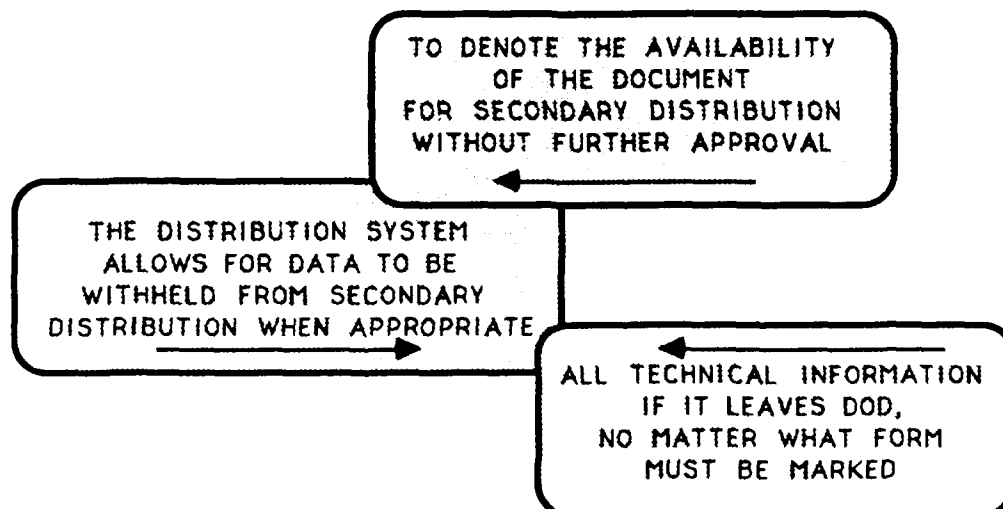 TO DENOTE THE AVAILABILITY
OF THE DOCUMENT
FOR SECONDARY DISTRIBUTION
WITHOUT FURTHER APPROVAL
THE DISTRIBUTION SYSTEM
ALLOWS FOR DATA TO BE
WITHHELD FROM SECONDARY
DISTRIBUTION WHEN APPROPRIATE
ALL TECHNICAL INFORMATION
IF IT LEAVES DOD,
NO MATTER WHAT FORM
MUST BE MARKED